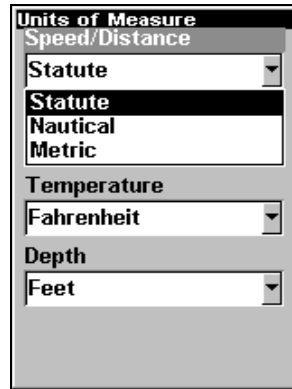 Units of Measure
Speed/Distance
Statute
Statute
Nautical
Metric
Temperature
Fahrenheit
Depth
Feet